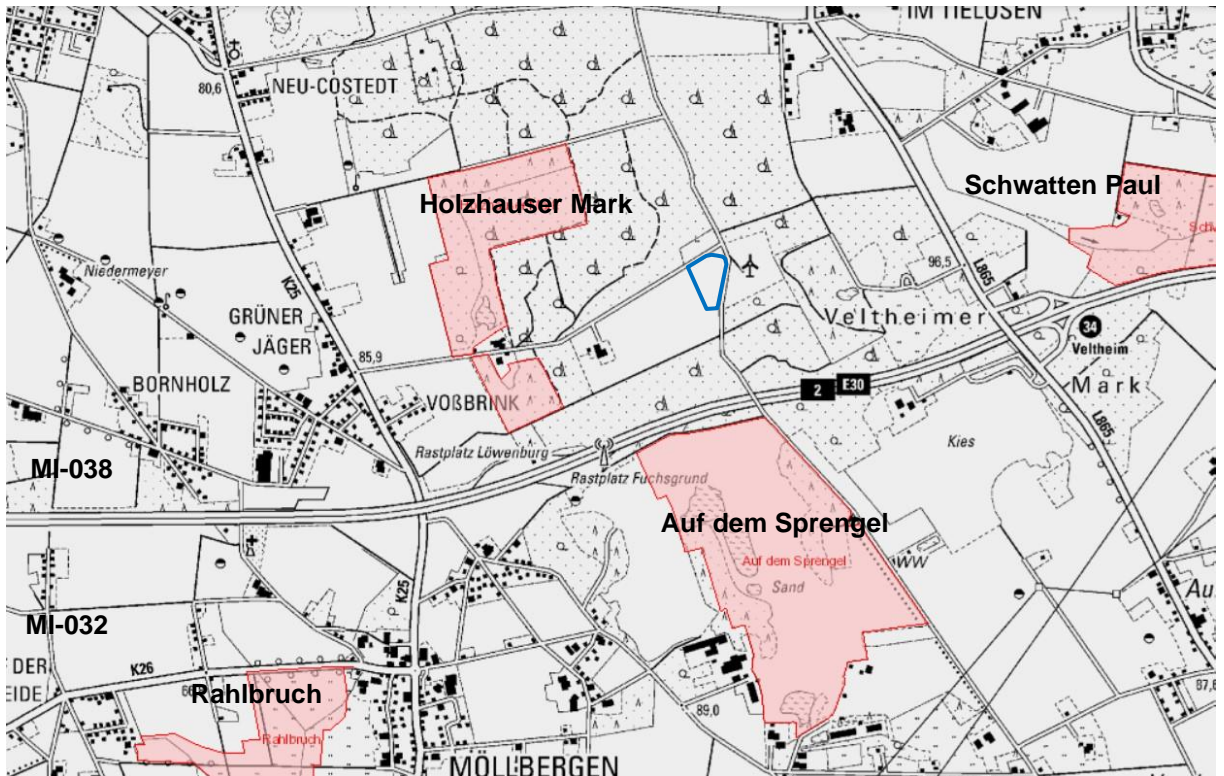 IM TIELOSEN
80,6
NEU-COSTEDT
Holzhauser Mark
Schwatten Paul
Niedermeyer
K25
GRÜNER
JÄGER
85,9
BORNHOLZ
VOßBRINK
96,5
L865
Veltheimer
34
Veltheim
Mark
2
E30
Rastplatz Löwenburg
Rastplatz Fuchsgrund
Kies
L865
MI-038
Auf dem Sprengel
Auf dem Sprengel
Sand
WW
K25
MI-032
K26
DER
EIDE
Rahlbruch
Rahlbruch
89,0
87,6
MÖLLBERGEN